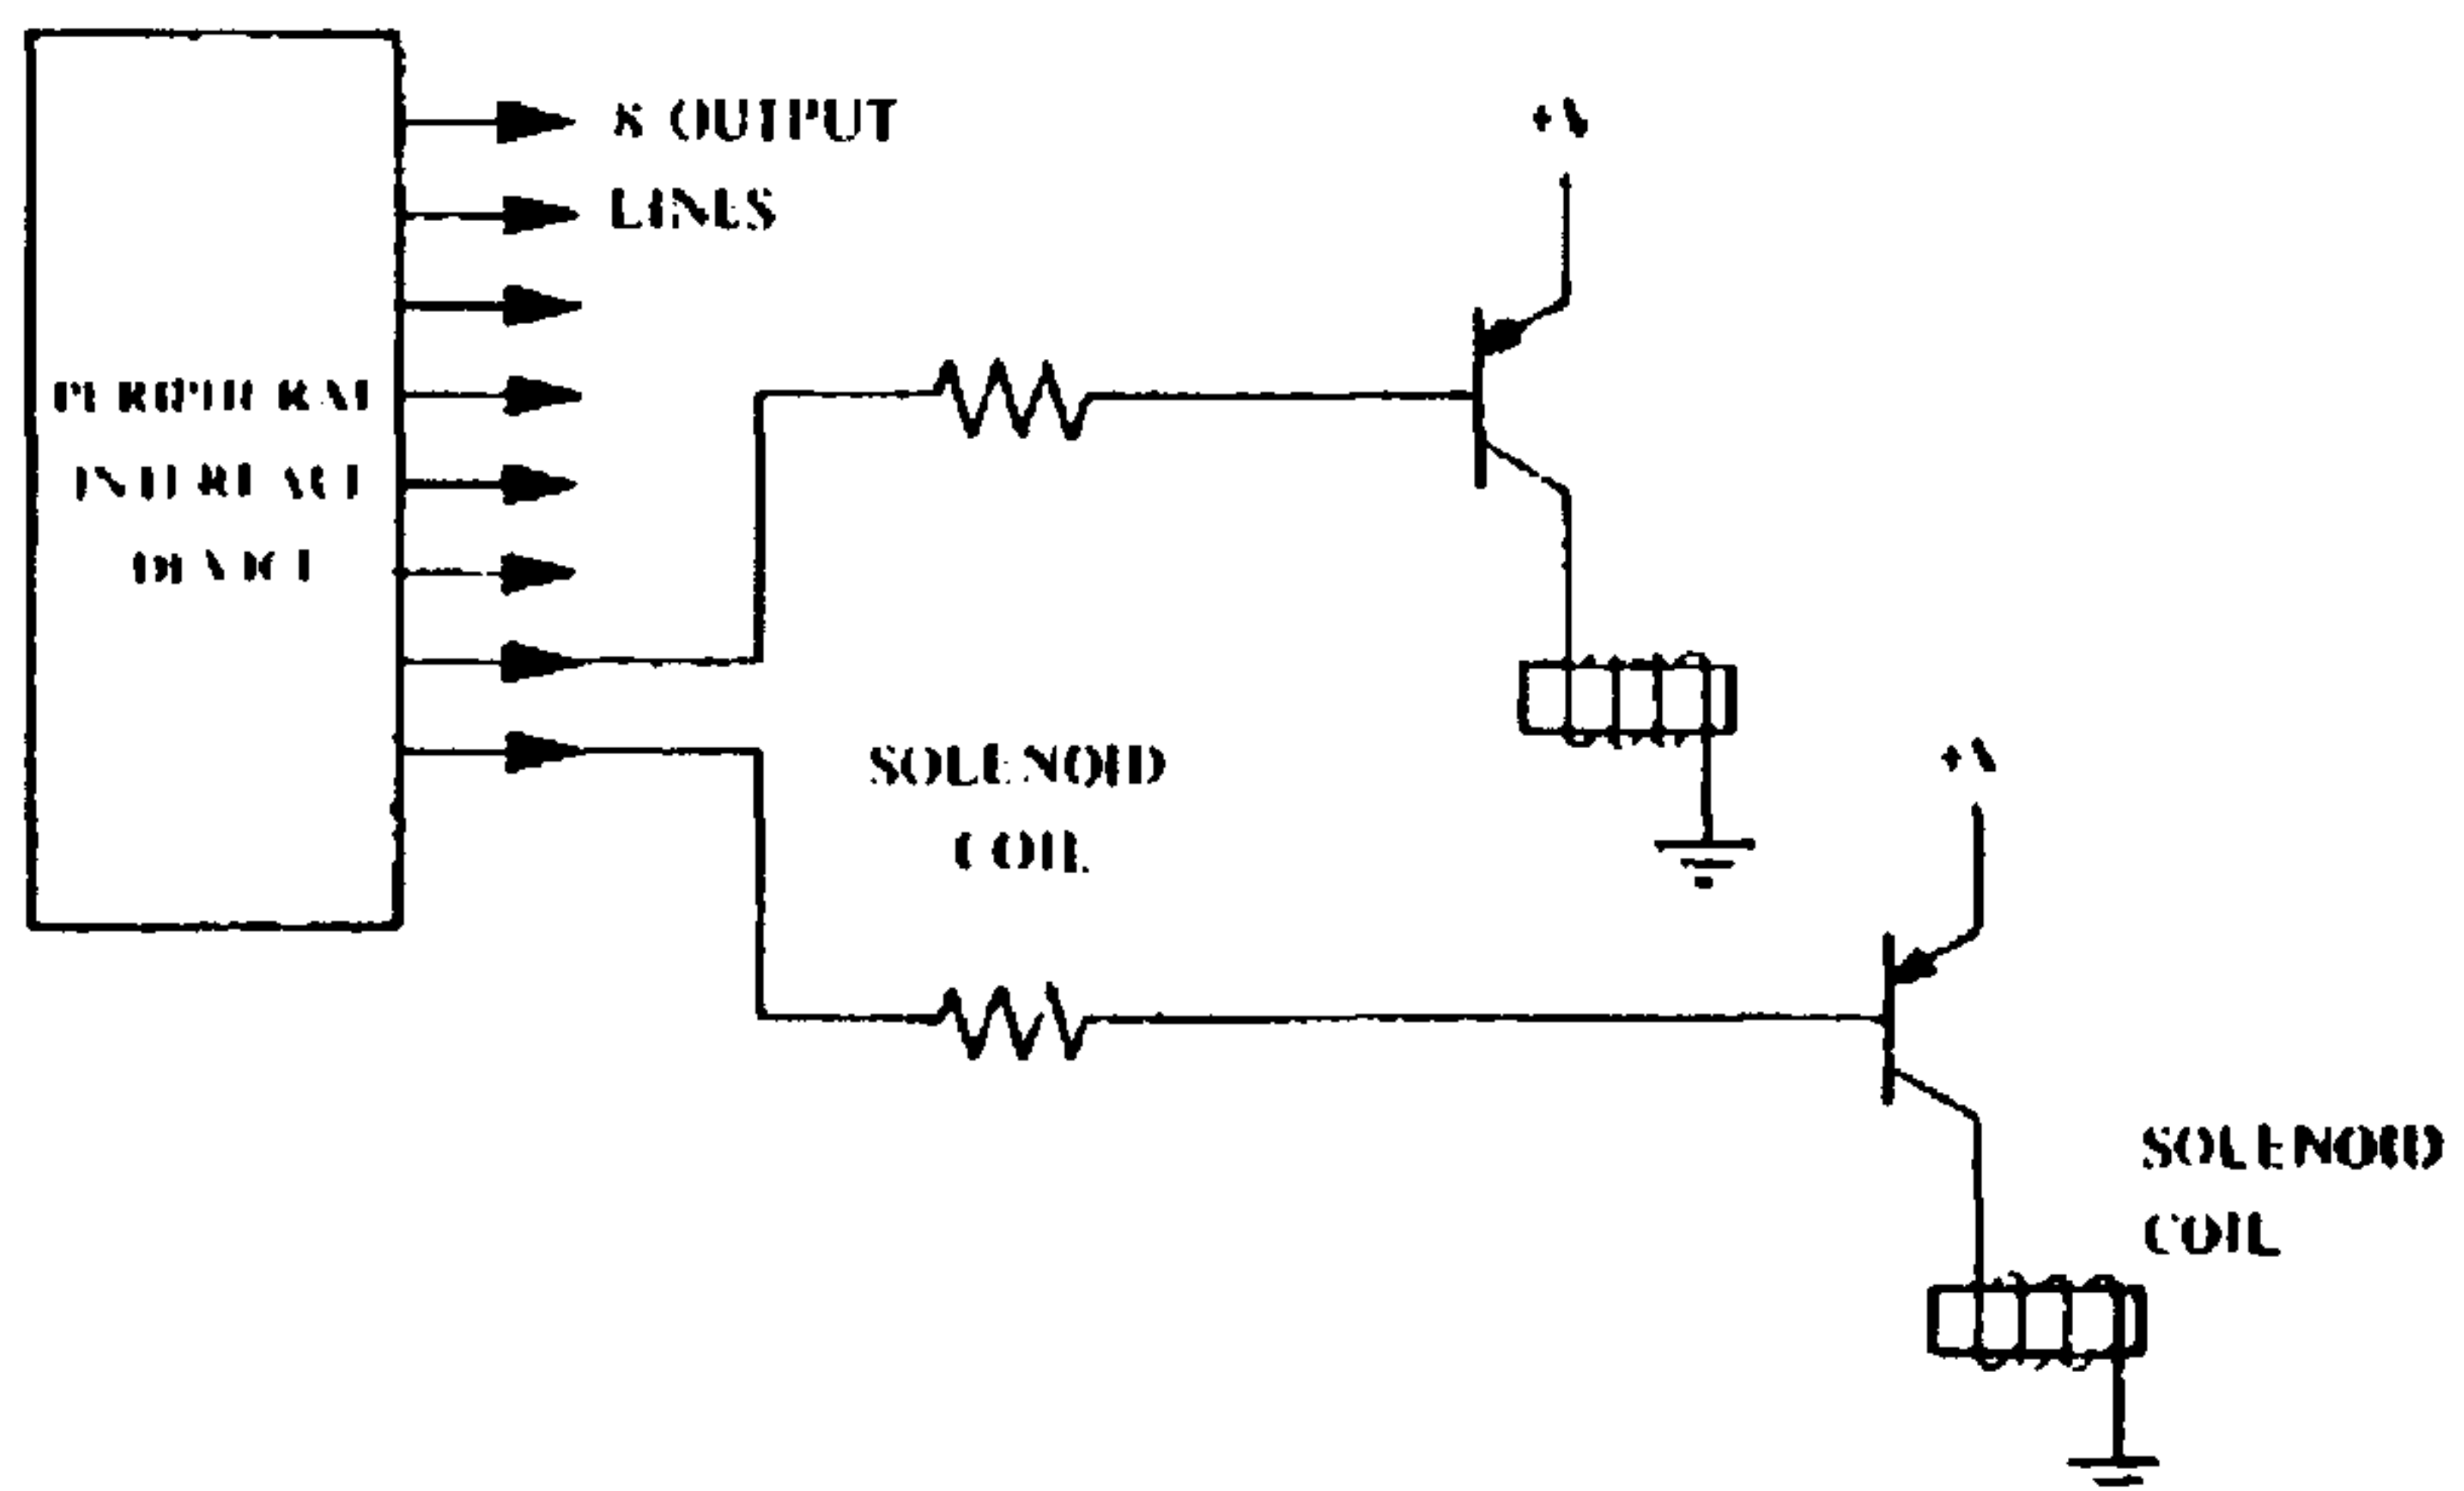 8 OUTPUT
LINES
PERIPHERAL
INTERFACE
DEVICE
+V
SOLENOID
COIL
+V
SOLENOID
COIL